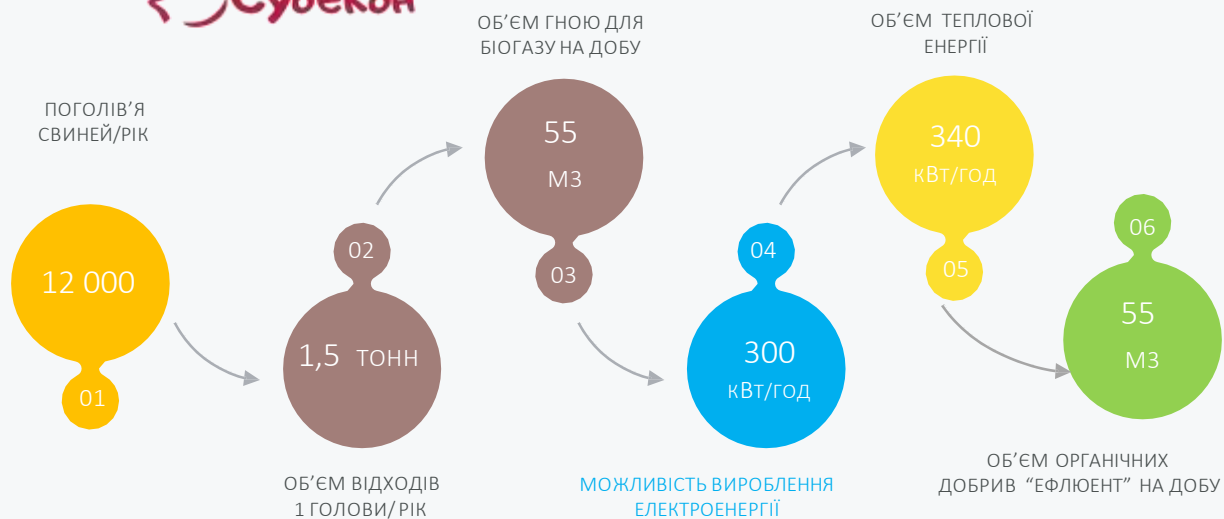 Субекон
ПОГОЛІВ’Я
СВИНЕЙ/РІК
12 000
01
02
1,5 ТОНН
ОБ’ЄМ ВІДХОДІВ
1 ГОЛОВИ/РІК
ОБ’ЄМ ГНОЮ ДЛЯ
БІОГАЗУ НА ДОБУ
55
М3
03
04
300
КВТ/ГОД
МОЖЛИВІСТЬ ВИРОБЛЕННЯ
ЕЛЕКТРОЕНЕРГІЇ
ОБ’ЄМ ТЕПЛОВОЇ
ЕНЕРГІЇ
340
КВТ/ГОД
05
06
55
М3
ОБ’ЄМ ОРГАНІЧНИХ
ДОБРИВ “ЕФЛЮЕНТ” НА ДОБУ